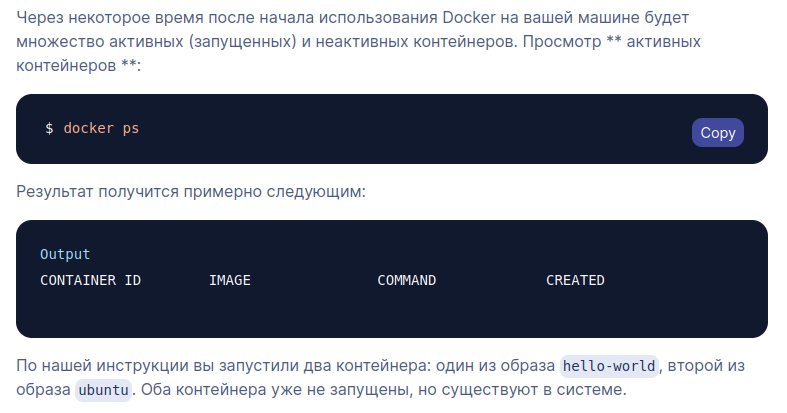 Через некоторое время после начала использования Docker на вашей машине будет
множество активных (запущенных) и неактивных контейнеров. Просмотр ** активных
контейнеров **:
$ docker ps
Copy
Результат получится примерно следующим:
Output
CONTAINER ID IMAGE COMMAND CREATED
По нашей инструкции вы запустили два контейнера: один из образа hello-world, второй из
образа ubuntu. Оба контейнера уже не запущены, но существуют в системе.